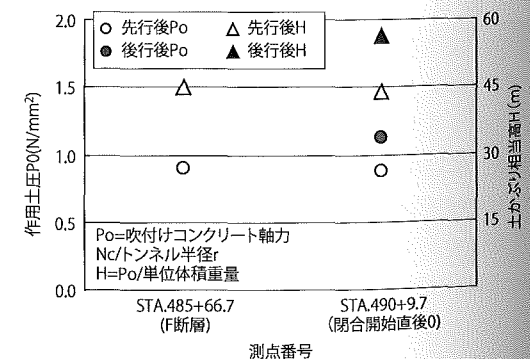 2.0
1.5
1.0
0.5
0.0
作用土圧P0(N/mm²)
○ 先行後Po △ 先行後H
● 後行後Po ▲ 後行後H
60
45
30
15
土かぶり相当高H(m)
Po=吹付けコンクリート軸力
Nc/トンネル半径r
H=Po/単位体積重量
STA.485+66.7
(F断層)
STA.490+9.7
(閉合開始直後0)
測点番号